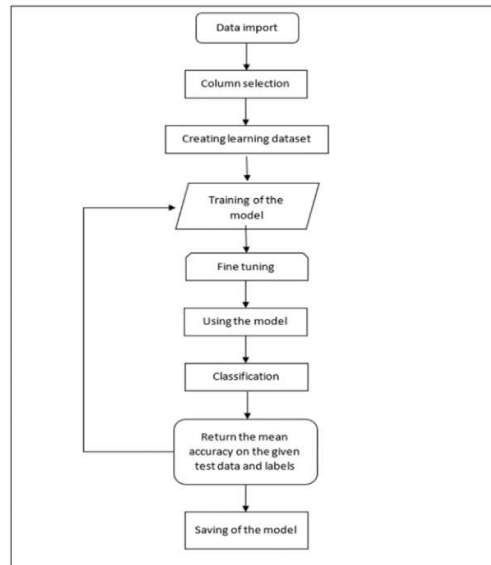 Data import
Column selection
Creating learning dataset
Training of the
model
Fine tuning
Using the model
Classification
Return the mean
accuracy on the given
test data and labels
Saving of the model